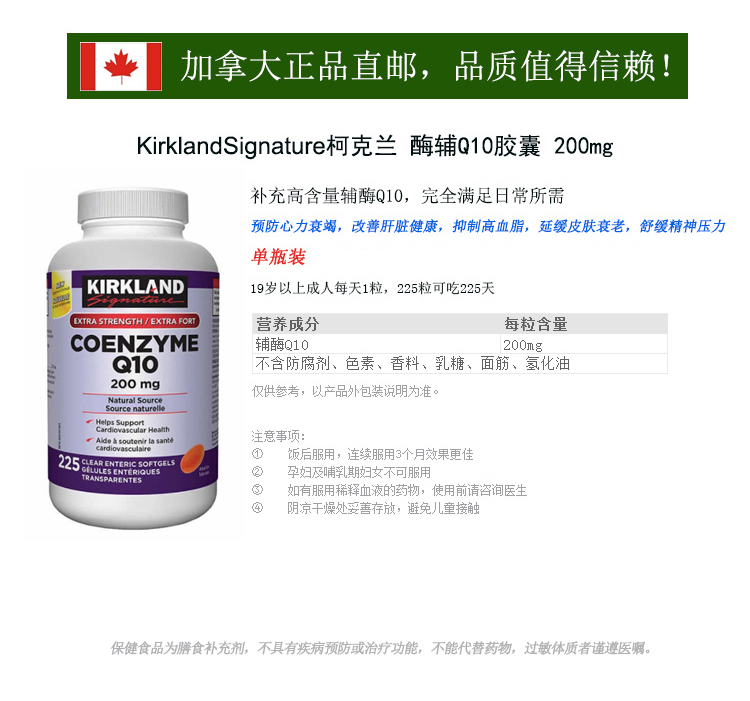 加拿大正品直邮，品质值得信赖！
KirklandSignature柯克兰 酶辅Q10胶囊 200mg
补充高含量辅酶Q10，完全满足日常所需
预防心力衰竭，改善肝脏健康，抑制高血脂，延缓皮肤衰老，舒缓精神压力
单瓶装
19岁以上成人每天1粒，225粒可吃225天
营养成分 每粒含量
辅酶Q10 200mg
不含防腐剂、色素、香料、乳糖、面筋、氢化油
仅供参考，以产品外包装说明为准。
注意事项：
① 饭后服用，连续服用3个月效果更佳
② 孕妇及哺乳期妇女不可服用
③ 如有服用稀释血液的药物，使用前请咨询医生
④ 阴凉干燥处妥善存放，避免儿童接触
KIRKLAND
Signature
EXTRA STRENGTH / EXTRA FORT
COENZYME
Q10
200 mg
Natural Source
Source naturelle
Helps Support
Cardiovascular Health
Aide à soutenir la santé
cardiovasculaire
225 CLEAR ENTERIC SOFTGELS
GÉLULES ENTÉRIQUES
TRANSPARENTES
保健食品为膳食补充剂，不具有疾病预防或治疗功能，不能代替药物，过敏体质者谨遵医嘱。